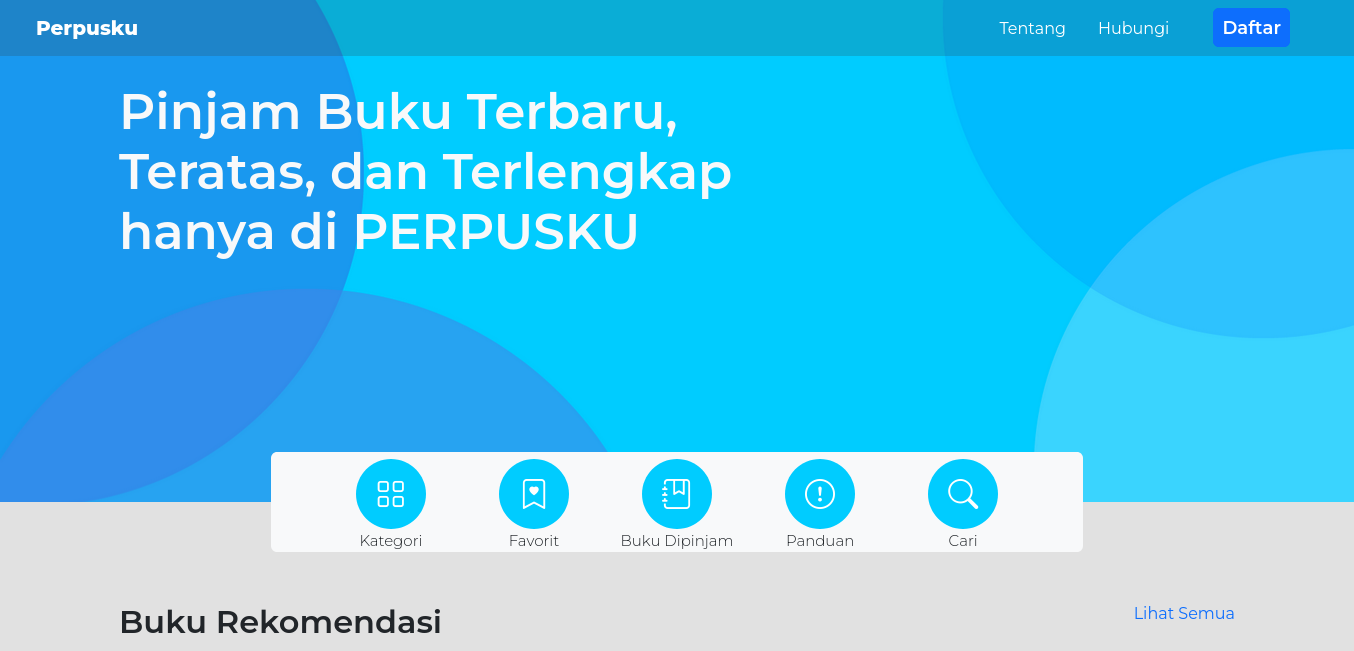 Perpusku
Tentang
Hubungi
Daftar
Pinjam Buku Terbaru,
Teratas, dan Terlengkap
hanya di PERPUSKU
Kategori
Favorit
Buku Dipinjam
Panduan
Cari
Buku Rekomendasi
Lihat Semua